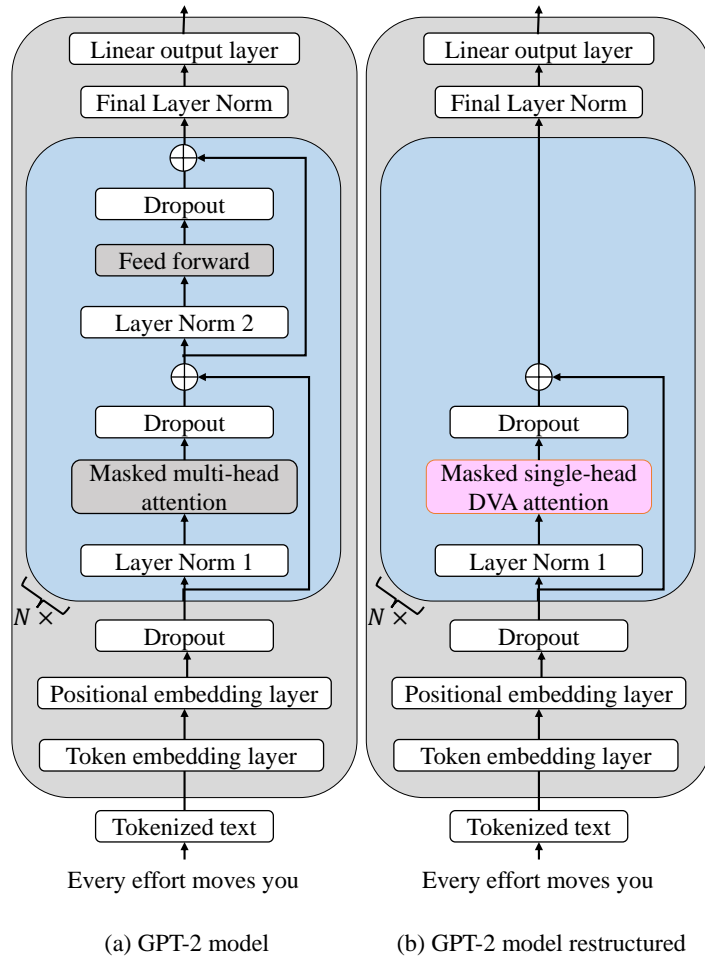 Linear output layer
Final Layer Norm
Dropout
Feed forward
Layer Norm 2
Dropout
Masked multi-head
attention
Layer Norm 1
N ×
Dropout
Positional embedding layer
Token embedding layer
Tokenized text
Every effort moves you
(a) GPT-2 model
Linear output layer
Final Layer Norm
Dropout
Masked single-head
DVA attention
Layer Norm 1
N ×
Dropout
Positional embedding layer
Token embedding layer
Tokenized text
Every effort moves you
(b) GPT-2 model restructured